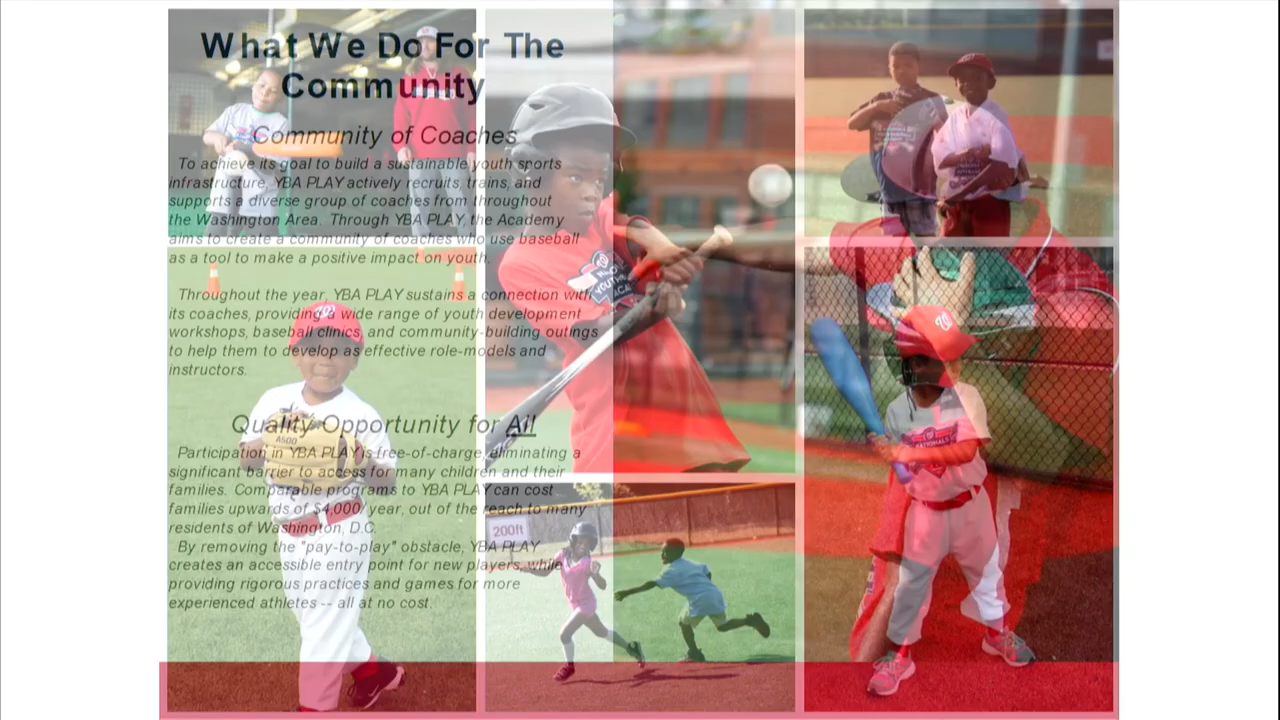 What We Do For The
Community
Community of Coaches
To achieve its goal to build a sustainable youth sports
infrastructure, YBA PLAY actively recruits, trains, and
supports a diverse group of coaches from throughout
the Washington Area. Through YBA PLAY, the Academy
aims to create a community of coaches who use baseball
as a tool to make a positive impact on youth.
Throughout the year, YBA PLAY sustains a connection with
its coaches, providing a wide range of youth development
workshops, baseball clinics, and community-building outings
to help them to develop as effective role-models and
instructors.
Quality Opportunity for All
Participation in YBA PLAY is free-of-charge, eliminating a
significant barrier to access for many children and their
families. Comparable programs to YBA PLAY can cost
families upwards of $4,000/year, out of the reach to many
residents of Washington, D.C.
By removing the "pay-to-play" obstacle, YBA PLAY
creates an accessible entry point for new players, while
providing rigorous practices and games for more
experienced athletes -- all at no cost.
A500
200ft
NATIONALS